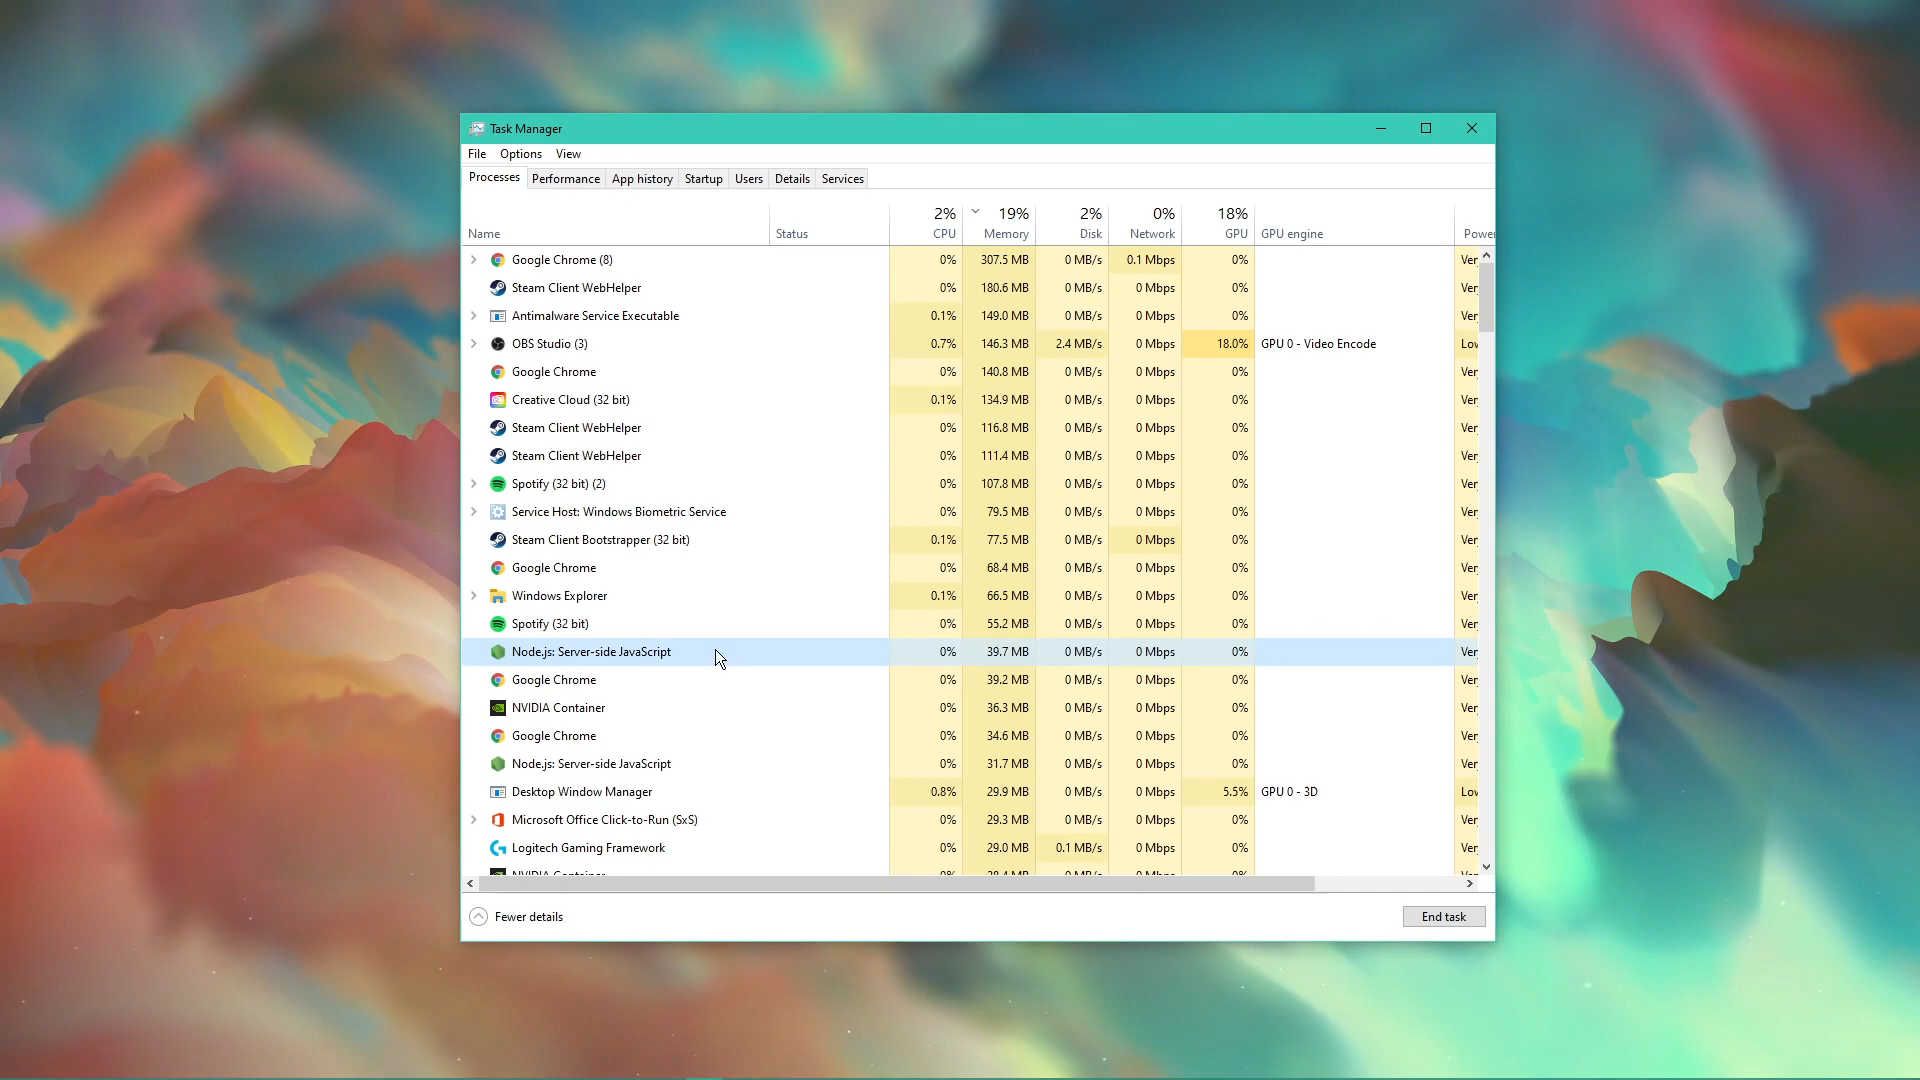 Task Manager
File Options View
Processes Performance App history Startup Users Details Services
2% 19% 2% 0% 18%
Name Status CPU Memory Disk Network GPU GPU engine
Google Chrome (8) 0% 307.5 MB 0 MB/s 0.1 Mbps 0%
Steam Client WebHelper 0% 180.6 MB 0 MB/s 0 Mbps 0%
Antimalware Service Executable 0.1% 149.0 MB 0 MB/s 0 Mbps 0%
OBS Studio (3) 0.7% 146.3 MB 2.4 MB/s 0 Mbps 18.0% GPU 0 - Video Encode
Google Chrome 0% 140.8 MB 0 MB/s 0 Mbps 0%
Creative Cloud (32 bit) 0.1% 134.9 MB 0 MB/s 0 Mbps 0%
Steam Client WebHelper 0% 116.8 MB 0 MB/s 0 Mbps 0%
Steam Client WebHelper 0% 111.4 MB 0 MB/s 0 Mbps 0%
Spotify (32 bit) (2) 0% 107.8 MB 0 MB/s 0 Mbps 0%
Service Host: Windows Biometric Service 0% 79.5 MB 0 MB/s 0 Mbps 0%
Steam Client Bootstrapper (32 bit) 0.1% 77.5 MB 0 MB/s 0 Mbps 0%
Google Chrome 0% 68.4 MB 0 MB/s 0 Mbps 0%
Windows Explorer 0.1% 66.5 MB 0 MB/s 0 Mbps 0%
Spotify (32 bit) 0% 55.2 MB 0 MB/s 0 Mbps 0%
Node.js: Server-side JavaScript 0% 39.7 MB 0 MB/s 0 Mbps 0%
Google Chrome 0% 39.2 MB 0 MB/s 0 Mbps 0%
NVIDIA Container 0% 36.3 MB 0 MB/s 0 Mbps 0%
Google Chrome 0% 34.6 MB 0 MB/s 0 Mbps 0%
Node.js: Server-side JavaScript 0% 31.7 MB 0 MB/s 0 Mbps 0%
Desktop Window Manager 0.8% 29.9 MB 0 MB/s 0 Mbps 5.5% GPU 0 - 3D
Microsoft Office Click-to-Run (SxS) 0% 29.3 MB 0 MB/s 0 Mbps 0%
Logitech Gaming Framework 0% 29.0 MB 0.1 MB/s 0 Mbps 0%
Fewer details End task